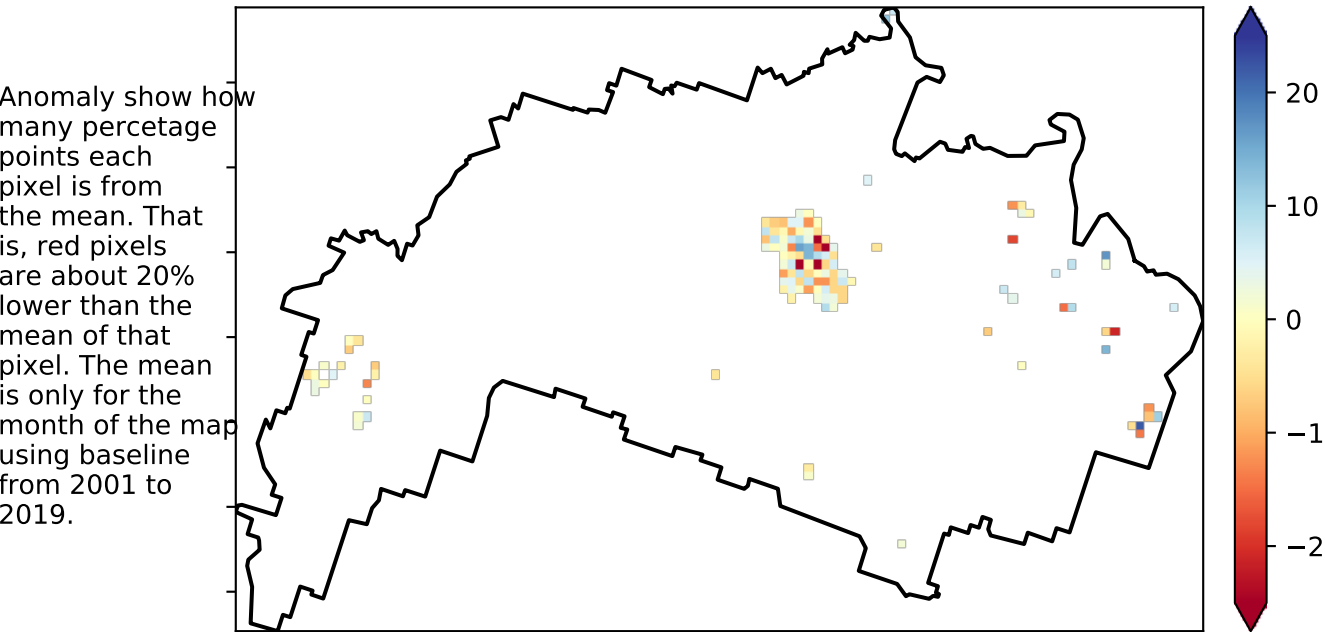 Anomaly show how
many percetage
points each
pixel is from
the mean. That
is, red pixels
are about 20%
lower than the
mean of that
pixel. The mean
is only for the
month of the map
using baseline
from 2001 to
2019.
20
10
0
−1
−2